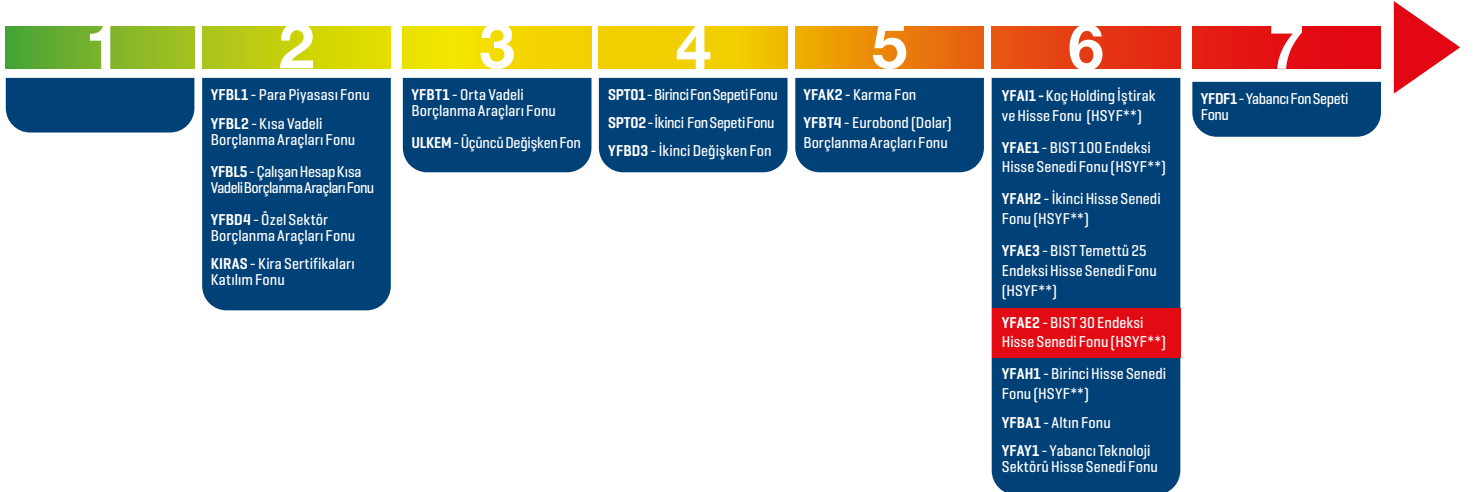 1
2
3
4
5
6
7
YFBL1 - Para Piyasası Fonu
YFBL2 - Kısa Vadeli
Borçlanma Araçları Fonu
YFBL5 - Çalışan Hesap Kısa
Vadeli Borçlanma Araçları Fonu
YFBD4 - Özel Sektör
Borçlanma Araçları Fonu
KIRAS - Kira Sertifikaları
Katılım Fonu
YFBT1 - Orta Vadeli
Borçlanma Araçları Fonu
ULKEM - Üçüncü Değişken Fon
SPT01 - Birinci Fon Sepeti Fonu
SPT02 - İkinci Fon Sepeti Fonu
YFBD3 - İkinci Değişken Fon
YFAK2 - Karma Fon
YFBT4 - Eurobond (Dolar)
Borçlanma Araçları Fonu
YFAI1 - Koç Holding İştirak
ve Hisse Fonu (HSYF**)
YFAE1 - BIST 100 Endeksi
Hisse Senedi Fonu (HSYF**)
YFAH2 - İkinci Hisse Senedi
Fonu (HSYF**)
YFAE3 - BIST Temettü 25
Endeksi Hisse Senedi Fonu
(HSYF**)
YFAE2 - BIST 30 Endeksi
Hisse Senedi Fonu (HSYF**)
YFAH1 - Birinci Hisse Senedi
Fonu (HSYF**)
YFBA1 - Altın Fonu
YFAY1 - Yabancı Teknoloji
Sektörü Hisse Senedi Fonu
YFDF1 - Yabancı Fon Sepeti
Fonu